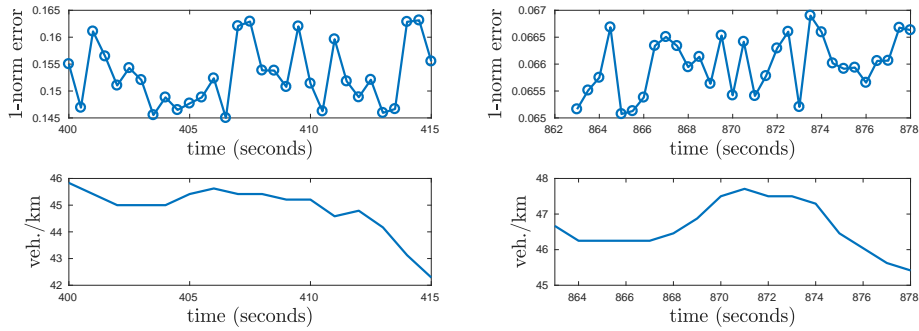 0.165
0.16
0.155
0.15
0.145
1-norm error
400 405 410 415
time (seconds)
0.067
0.0665
0.066
0.0655
0.065
1-norm error
862 864 866 868 870 872 874 876 878
time (seconds)
46
45
44
43
42
veh./km
400 405 410 415
time (seconds)
48
47
46
45
veh./km
864 866 868 870 872 874 876 878
time (seconds)